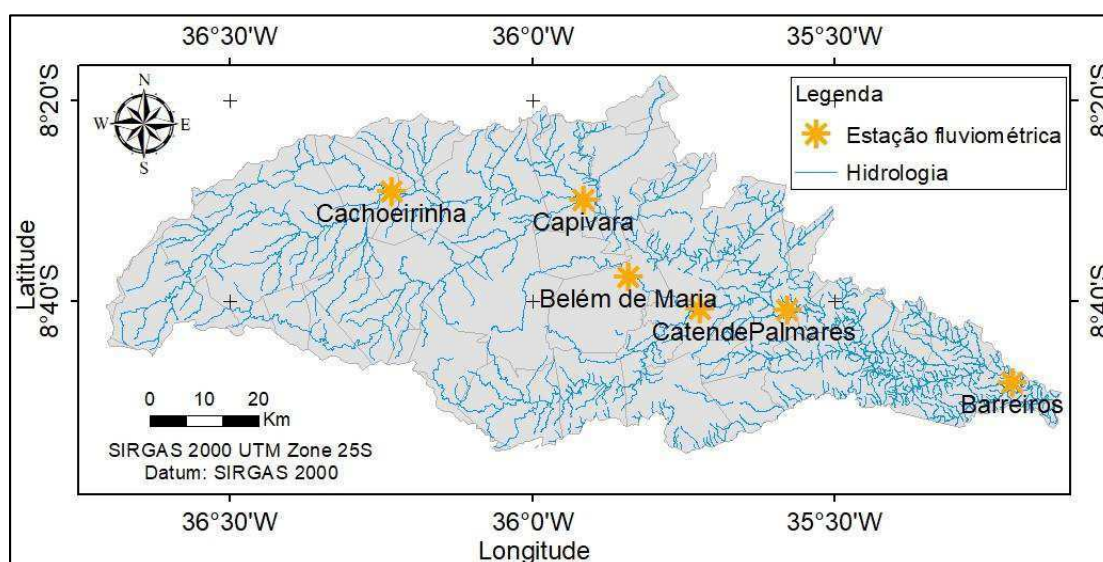 36°30'W 36°0'W 35°30'W
8°20'S
8°20'S
N
W E
S
Legenda
Estação fluviométrica
Hidrologia
Cachoeirinha
Capivara
Latitude
Belém de Maria
8°40'S
8°40'S
Catende Palmares
Barreiros
0 10 20
Km
SIRGAS 2000 UTM Zone 25S
Datum: SIRGAS 2000
36°30'W 36°0'W 35°30'W
Longitude